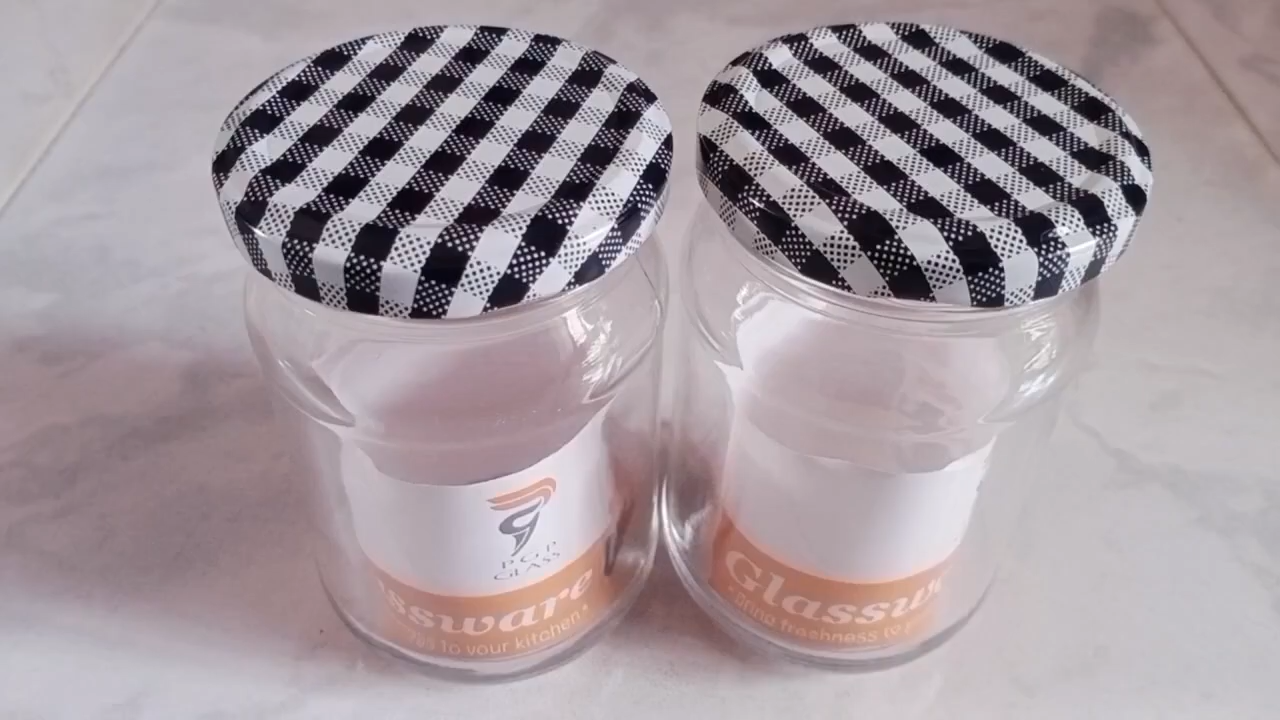 PGP
GLASS
ssware
to your kitchen
Glassw
Bring freshness to